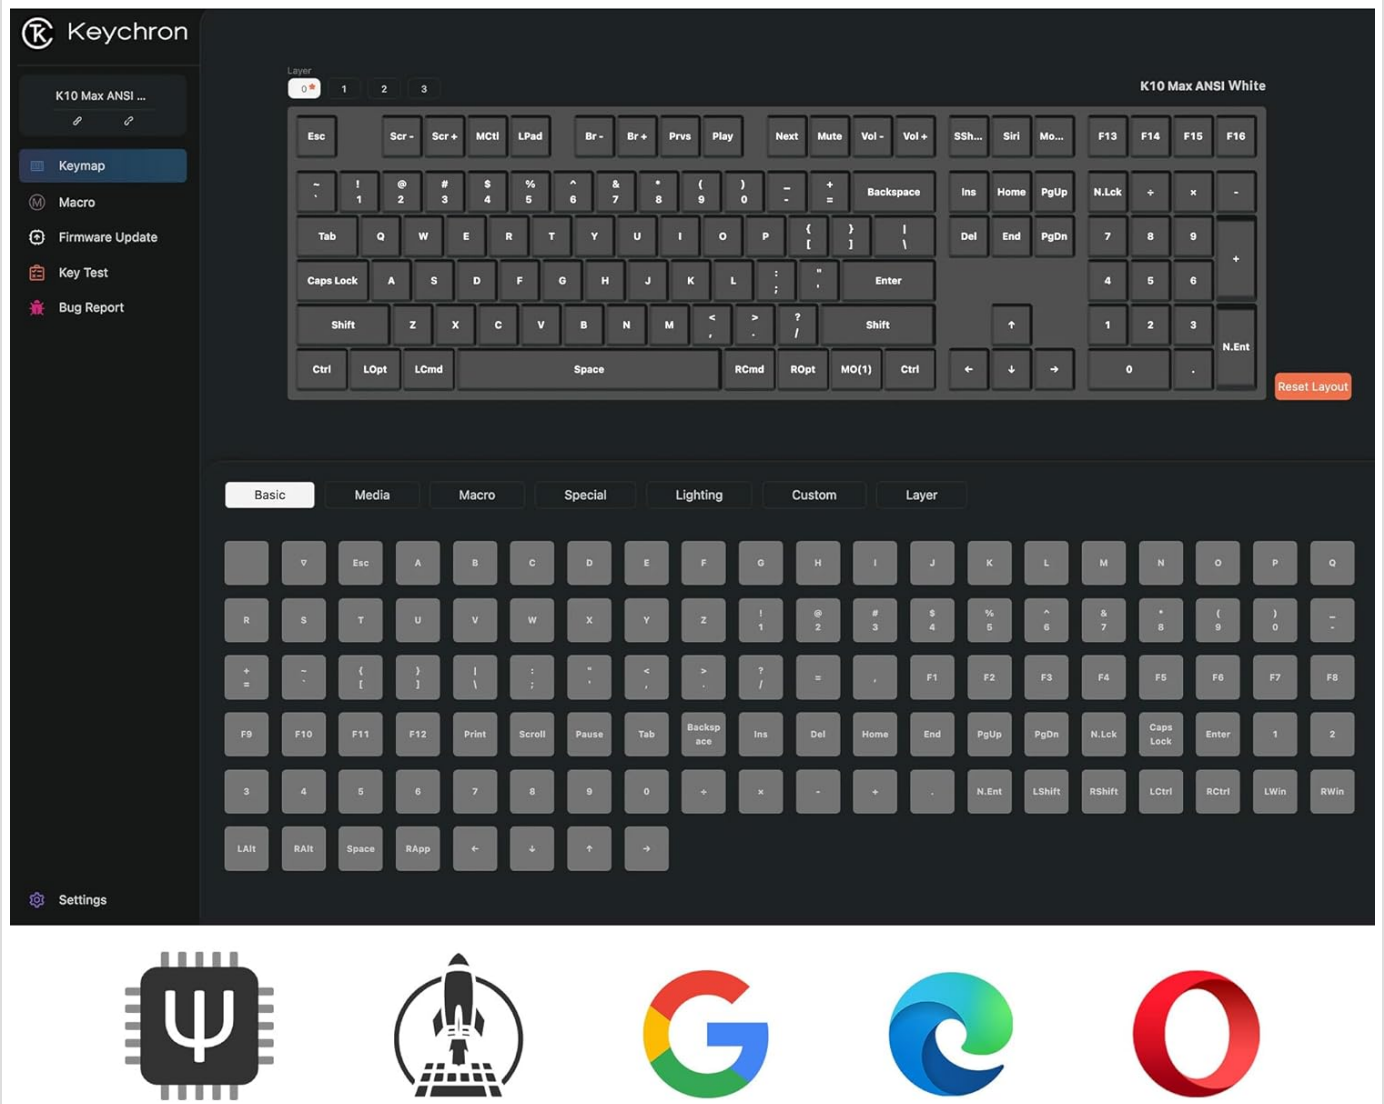 Keychron
K10 Max ANSI ...
Keymap
Macro
Firmware Update
Key Test
Bug Report
Settings
Layer
0 1 2 3
K10 Max ANSI White
Esc Scr - Scr + MCtl LPad Br - Br + Prvs Play Next Mute Vol - Vol + SSh... Siri Mo... F13 F14 F15 F16
~ ! @ # $ % ^ & * ( ) _ +
` 1 2 3 4 5 6 7 8 9 0 - = Backspace Ins Home PgUp N.Lck ÷ × -
Tab Q W E R T Y U I O P { [ } ] | \ Del End PgDn 7 8 9 +
Caps Lock A S D F G H J K L : ; " ' Enter 4 5 6
Shift Z X C V B N M < , > . ? / Shift ↑ 1 2 3 N.Ent
Ctrl LOpt LCmd Space RCmd ROpt MO(1) Ctrl ← ↓ → 0 .
Reset Layout
Basic Media Macro Special Lighting Custom Layer
▽ Esc A B C D E F G H I J K L M N O P Q
R S T U V W X Y Z ! 1 @ 2 # 3 $ 4 % 5 ^ 6 & 7 * 8 ( 9 ) 0 _ -
+ = ~ ` { [ } ] | \ : ; " ' < , > . ? / = , F1 F2 F3 F4 F5 F6 F7 F8
F9 F10 F11 F12 Print Scroll Pause Tab Backsp ace Ins Del Home End PgUp PgDn N.Lck Caps Lock Enter 1 2
3 4 5 6 7 8 9 0 ÷ × - + . N.Ent LShift RShift LCtrl RCtrl LWin RWin
LAlt RAlt Space RApp ← ↓ ↑ →